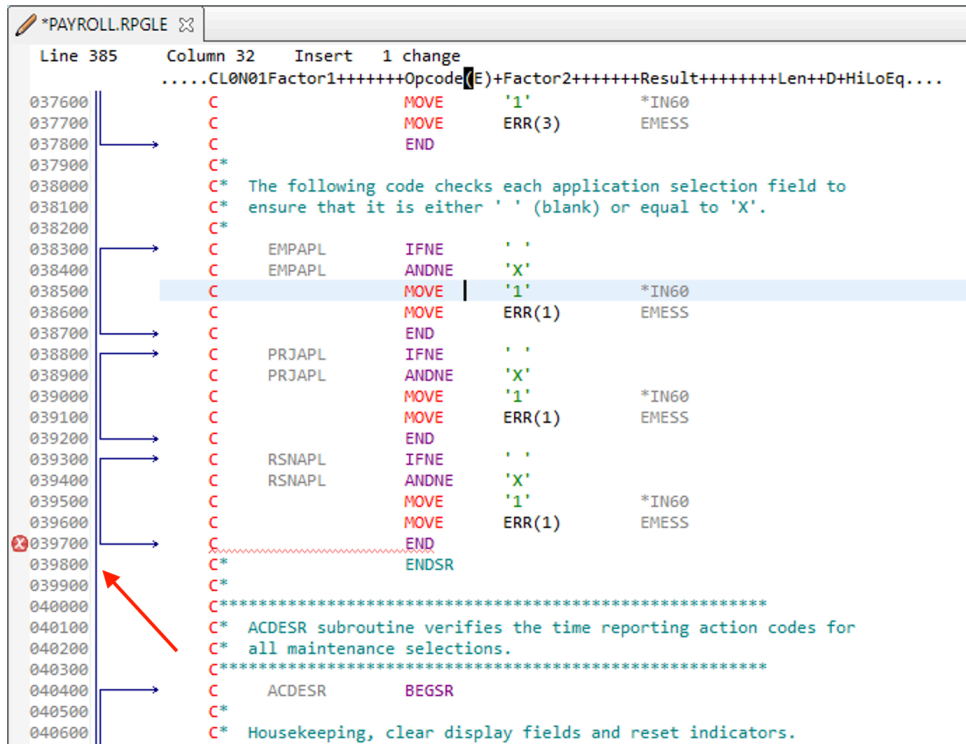 *PAYROLL.RPGLE
Line 385 Column 32 Insert 1 change
.....CL0N01Factor1+++++++Opcode(E)+Factor2+++++++Result++++++++Len++D+HiLoEq....
037600 C MOVE '1' *IN60
037700 C MOVE ERR(3) EMESS
037800 C END
037900 C*
038000 C* The following code checks each application selection field to
038100 C* ensure that it is either ' ' (blank) or equal to 'X'.
038200 C*
038300 C EMPAPL IFNE ' '
038400 C EMPAPL ANDNE 'X'
038500 C MOVE '1' *IN60
038600 C MOVE ERR(1) EMESS
038700 C END
038800 C PRJAPL IFNE ' '
038900 C PRJAPL ANDNE 'X'
039000 C MOVE '1' *IN60
039100 C MOVE ERR(1) EMESS
039200 C END
039300 C RSNAPL IFNE ' '
039400 C RSNAPL ANDNE 'X'
039500 C MOVE '1' *IN60
039600 C MOVE ERR(1) EMESS
039700 C END
039800 C* ENDSR
039900 C*
040000 C********************************************************
040100 C* ACDESR subroutine verifies the time reporting action codes for
040200 C* all maintenance selections.
040300 C********************************************************
040400 C ACDESR BEGSR
040500 C*
040600 C* Housekeeping, clear display fields and reset indicators.